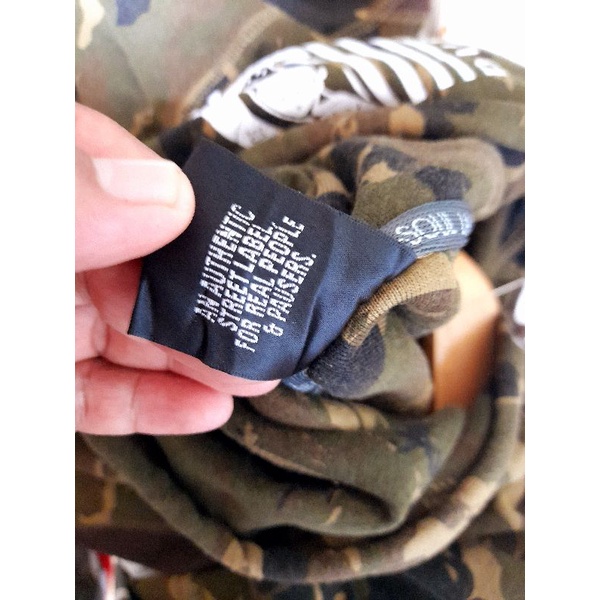 AN AUTHENTIC
STREET LABEL,
FOR REAL PEOPLE
& PAUSERS.